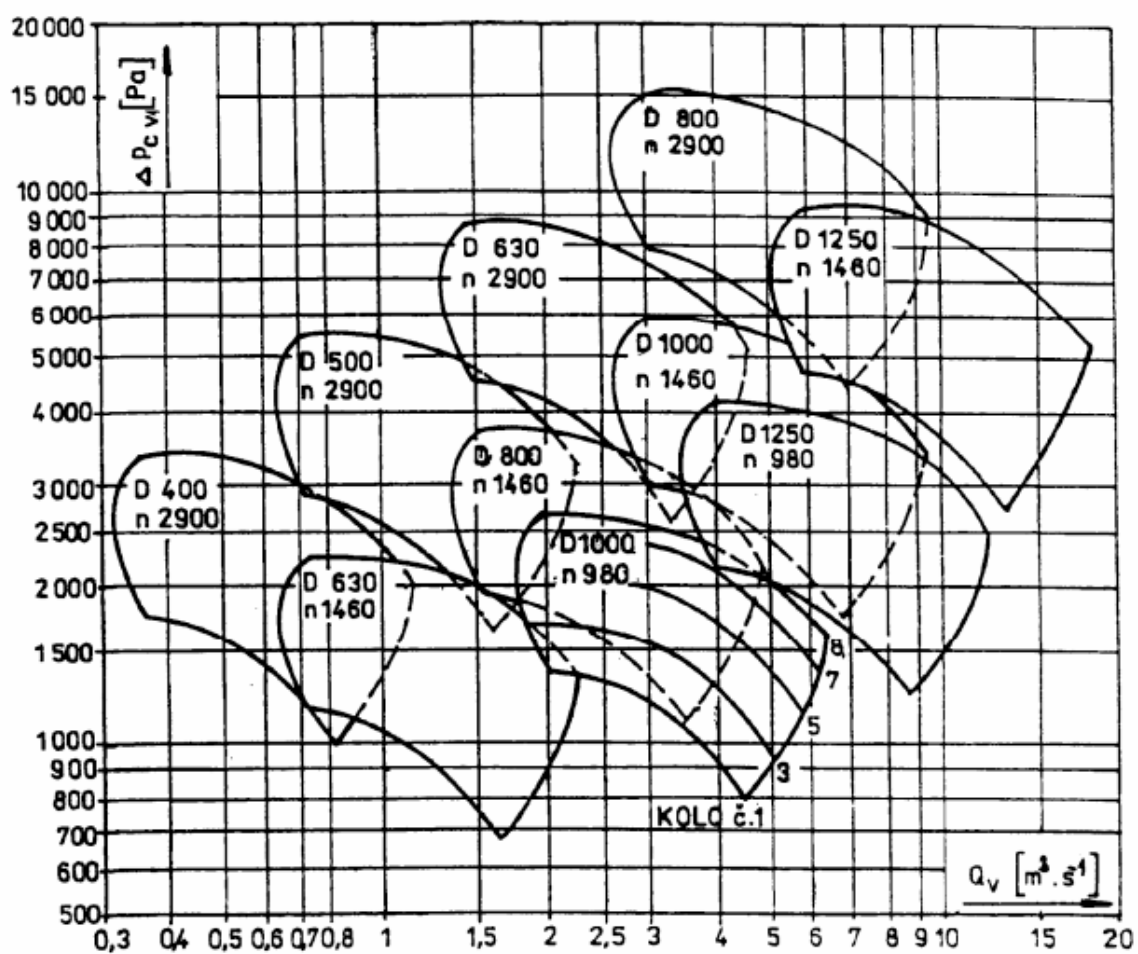 20 000
15 000
10 000
9 000
8 000
7 000
6 000
5 000
4 000
3 000
2 500
2 000
1 500
1000
900
800
700
600
500
Δ p c v [Pa]
D 800
n 2900
D 1250
n 1460
D 630
n 2900
D 1000
n 1460
D 500
n 2900
D 1250
n 980
D 800
n 1460
D 400
n 2900
D 1000
n 980
D 630
n 1460
8
7
5
3
KOLO č.1
Qv [m³.s⁻¹]
0,3 0,4 0,5 0,6 0,7 0,8 1 1,5 2 2,5 3 4 5 6 7 8 9 10 15 20